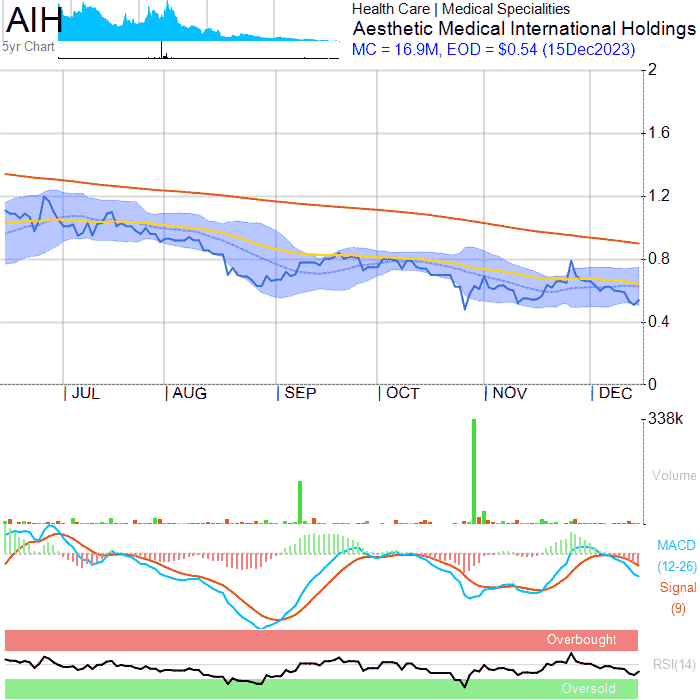 AIH
5yr Chart
Health Care | Medical Specialities
Aesthetic Medical International Holdings
MC = 16.9M, EOD = $0.54 (15Dec2023)
2
1.6
1.2
0.8
0.4
0
JUL
AUG
SEP
OCT
NOV
DEC
338k
Volume
MACD
(12-26)
Signal
(9)
Overbought
RSI(14)
Oversold